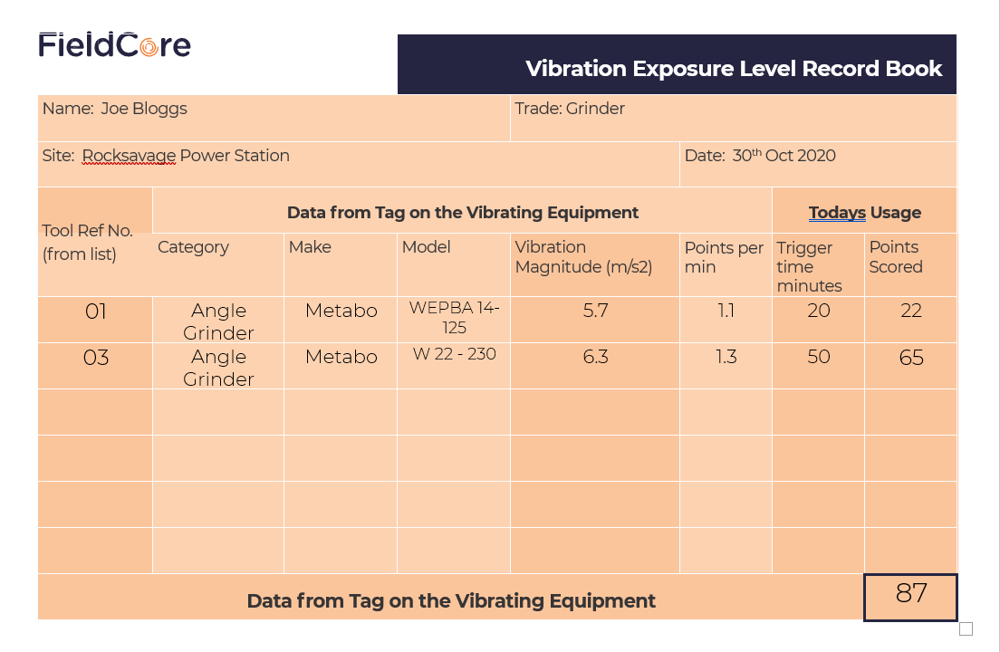 FieldCore
Vibration Exposure Level Record Book
Name: Joe Bloggs
Trade: Grinder
Site: Rocksavage Power Station
Date: 30th Oct 2020
Tool Ref No.
(from list)
Data from Tag on the Vibrating Equipment
Todays Usage
Category
Make
Model
Vibration
Magnitude (m/s2)
Points per
min
Trigger
time
minutes
Points
Scored
01
Angle
Grinder
Metabo
WEPBA 14-
125
5.7
1.1
20
22
03
Angle
Grinder
Metabo
W 22 - 230
6.3
1.3
50
65
Data from Tag on the Vibrating Equipment
87